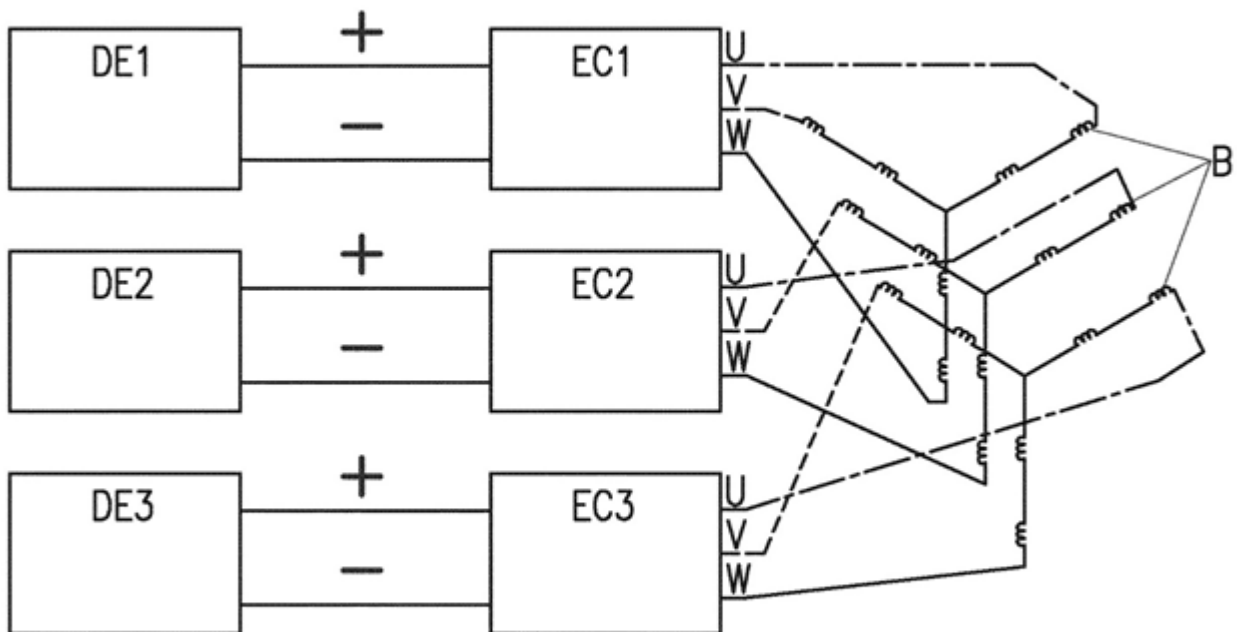 DE1 + − EC1 U V W
B
DE2 + − EC2 U V W
DE3 + − EC3 U V W